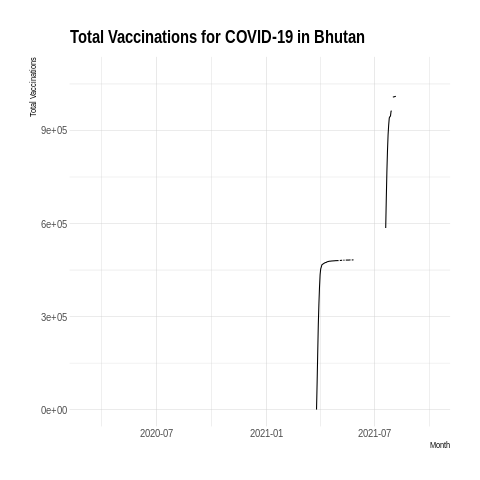 Total Vaccinations for COVID-19 in Bhutan
Total Vaccinations
9e+05
6e+05
3e+05
0e+00
2020-07
2021-01
2021-07
Month